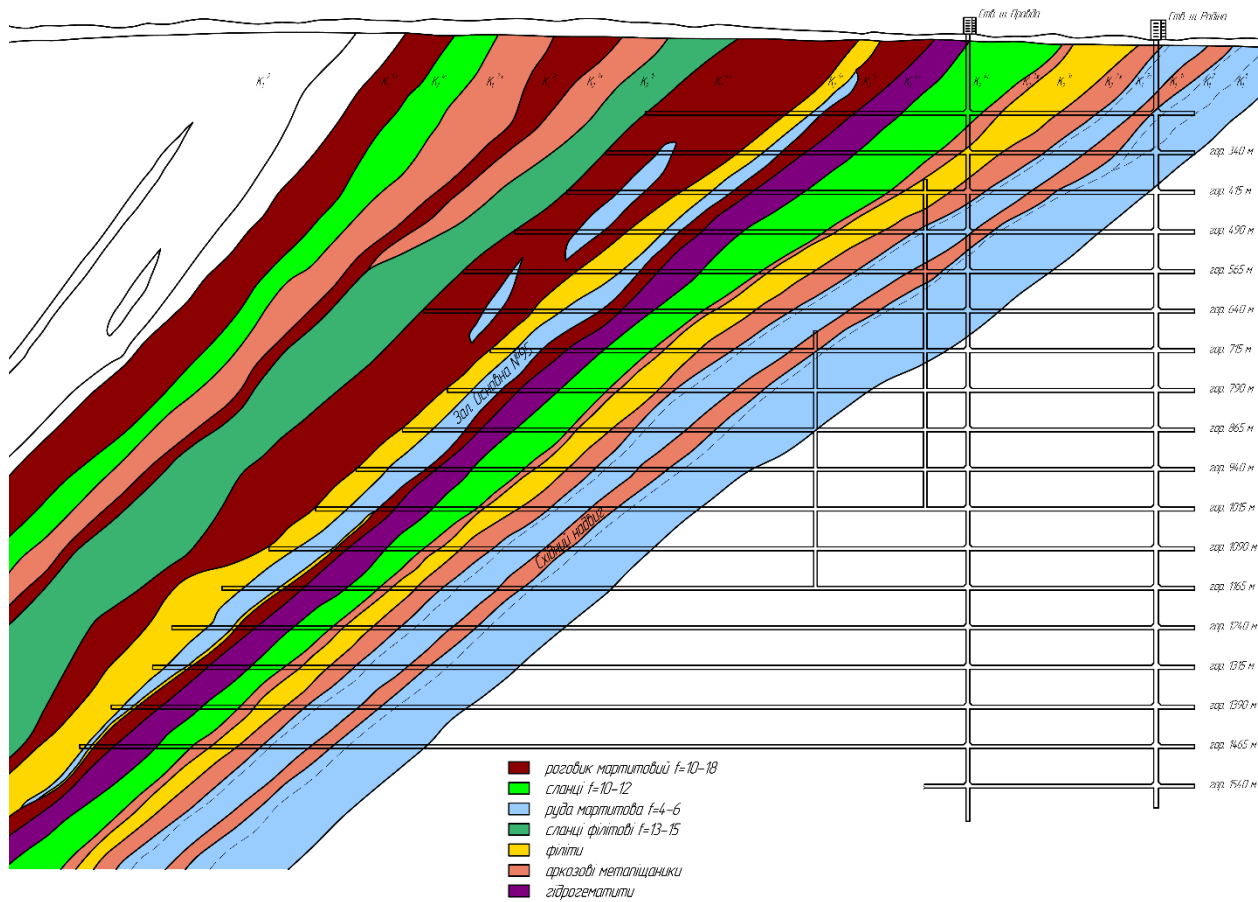 Ств. ш. Правда
Ств. ш. Родіна
гор. 340 м
гор. 415 м
гор. 490 м
гор. 565 м
гор. 640 м
гор. 715 м
гор. 790 м
гор. 865 м
гор. 940 м
гор. 1015 м
гор. 1090 м
гор. 1165 м
гор. 1240 м
гор. 1315 м
гор. 1390 м
гор. 1465 м
гор. 1540 м
Зал. Основна №95
Східний надвиг
роговик мартитовий f=10-18
сланці f=10-12
руда мартитова f=4-6
сланці філітові f=13-15
філіти
аркозові метапіщаники
гідрогематити